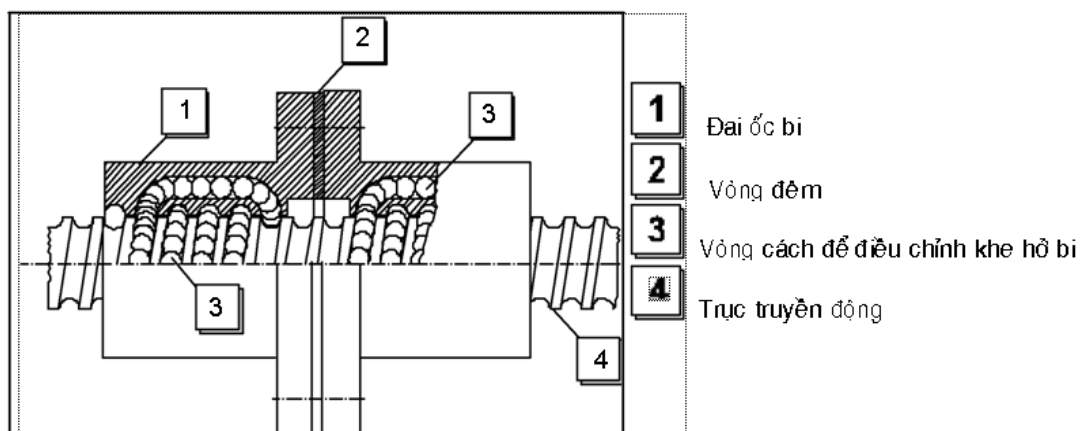 2
1
3
3
4
1 Đai ốc bi
2 Vòng đêm
3 Vòng cách để điều chỉnh khe hở bi
4 Trục truyền động